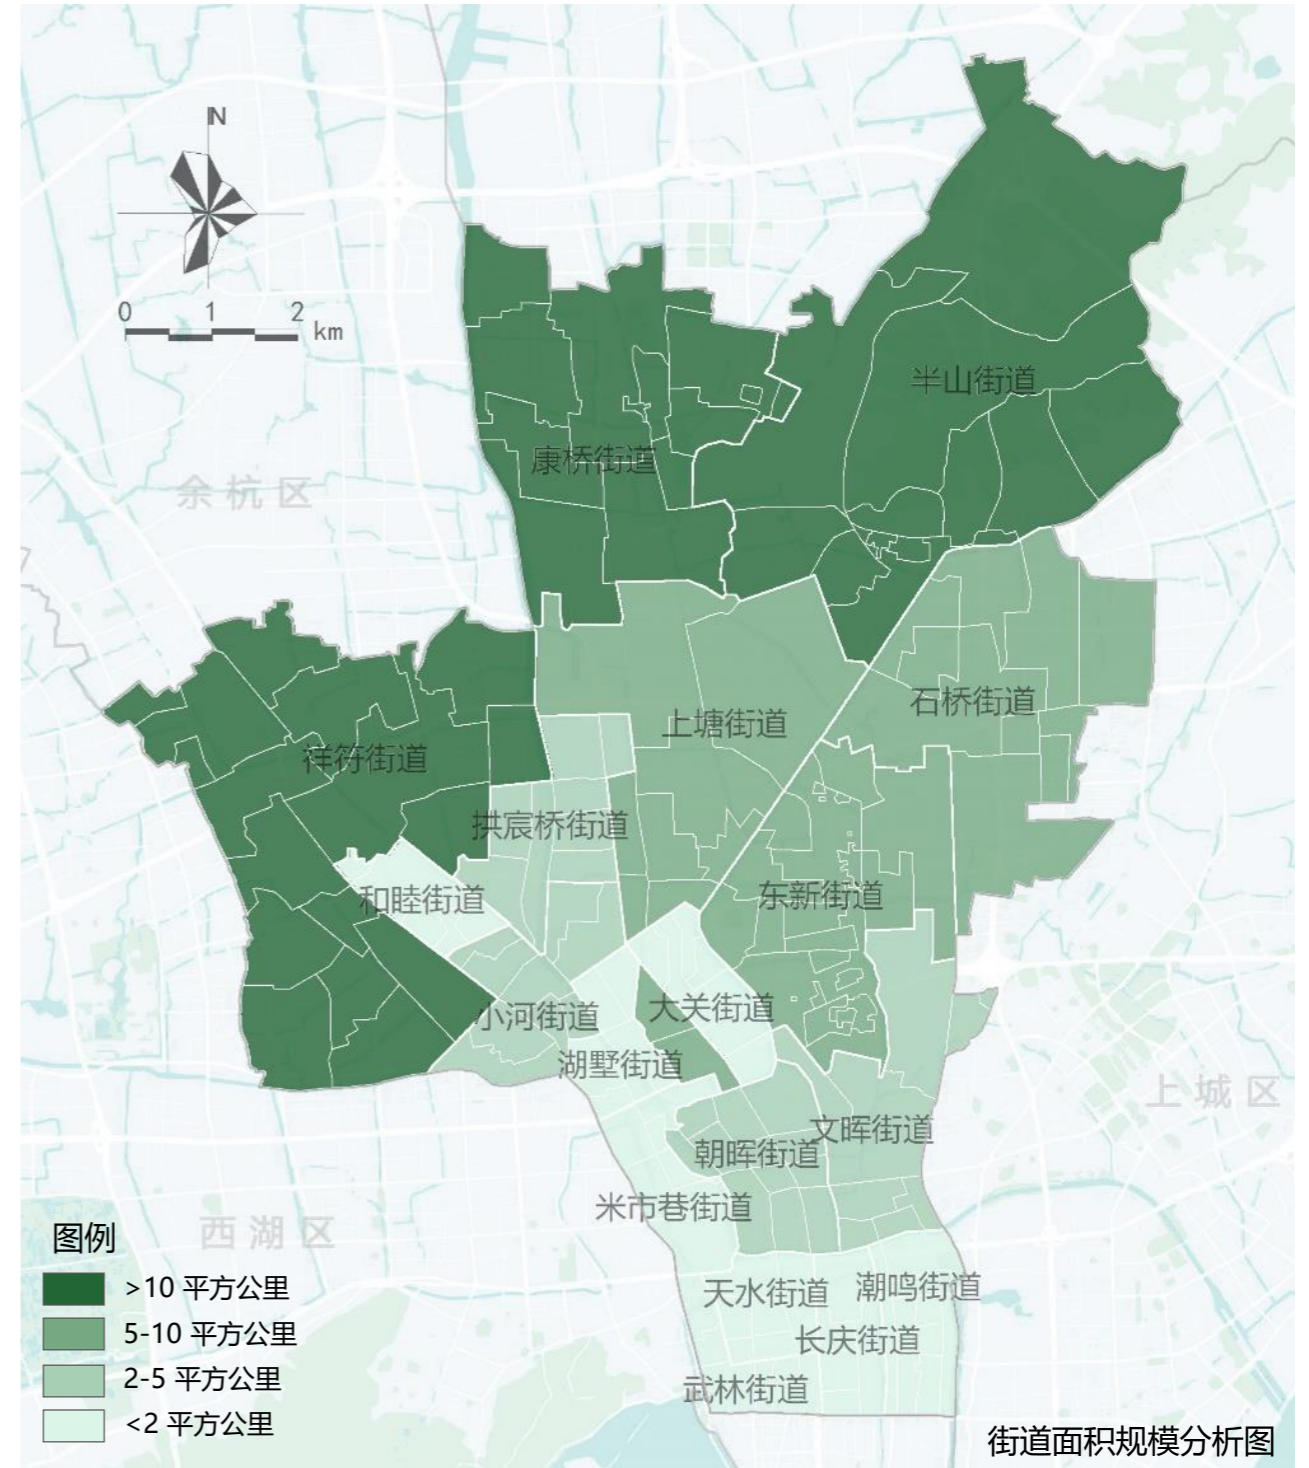 N
0 1 2 km
半山街道
康桥街道
余杭区
石桥街道
上塘街道
祥符街道
拱宸桥街道
和睦街道
东新街道
大关街道
小河街道
湖墅街道
上城区
文晖街道
朝晖街道
米市巷街道
西湖区
天水街道
潮鸣街道
长庆街道
武林街道
图例
>10 平方公里
5-10 平方公里
2-5 平方公里
<2 平方公里
街道面积规模分析图